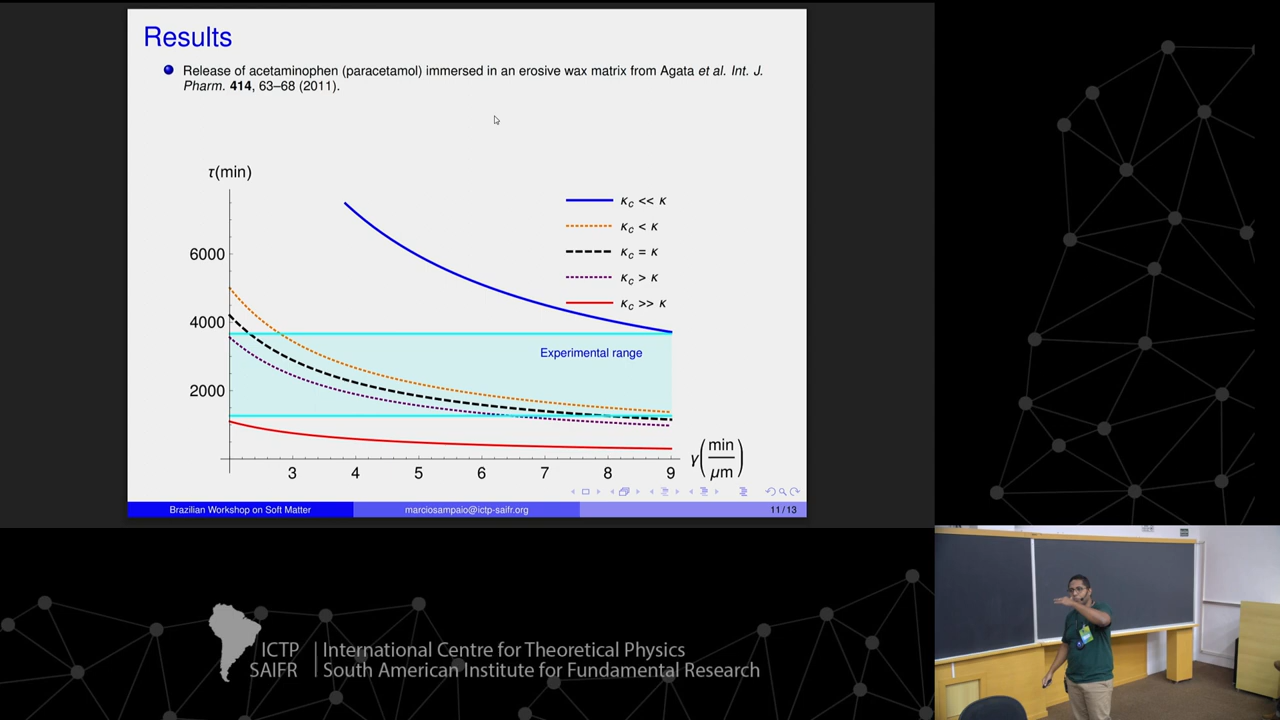 Results
Release of acetaminophen (paracetamol) immersed in an erosive wax matrix from Agata et al. Int. J.
Pharm. 414, 63–68 (2011).
τ(min)
κc << κ
κc < κ
κc = κ
κc > κ
κc >> κ
6000
4000
2000
Experimental range
3 4 5 6 7 8 9
γ(min/μm)
Brazilian Workshop on Soft Matter marciosampaio@ictp-saifr.org 11 / 13
ICTP International Centre for Theoretical Physics
SAIFR South American Institute for Fundamental Research